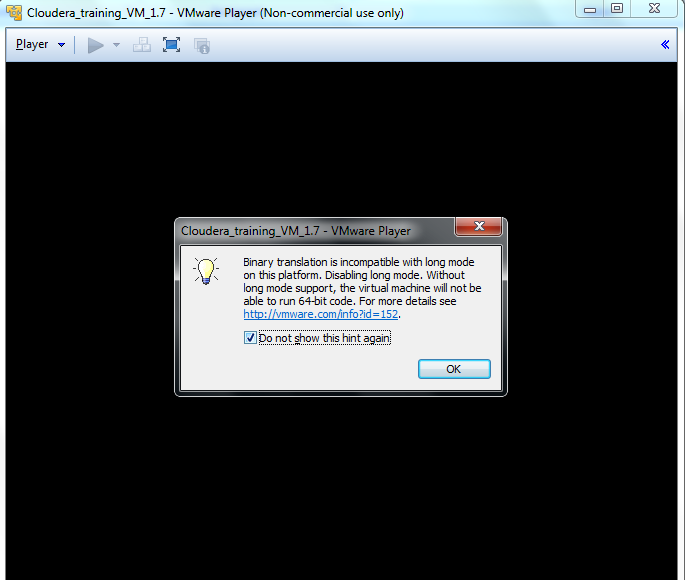 Cloudera_training_VM_1.7 - VMware Player (Non-commercial use only)
Player
Cloudera_training_VM_1.7 - VMware Player
Binary translation is incompatible with long mode
on this platform. Disabling long mode. Without
long mode support, the virtual machine will not be
able to run 64-bit code. For more details see
http://vmware.com/info?id=152.
Do not show this hint again
OK